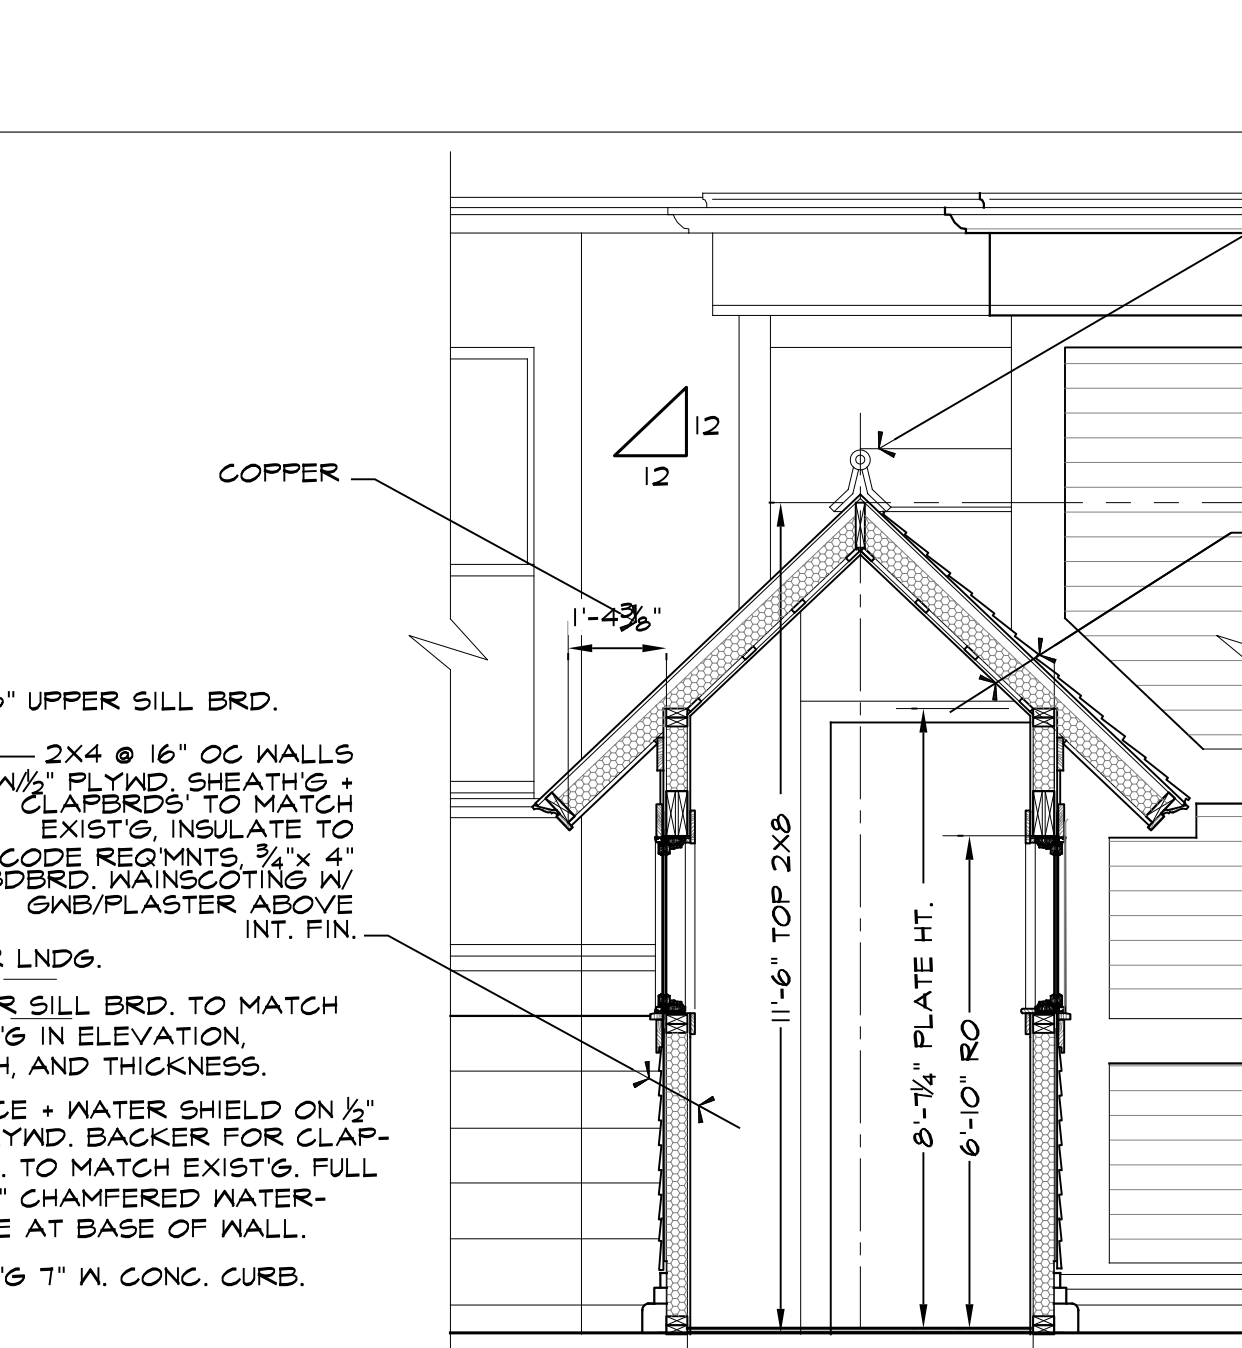 12
12
COPPER
1'-4⅜"
" UPPER SILL BRD.
2X4 @ 16" OC WALLS
W/½" PLYWD. SHEATH'G +
CLAPBRDS' TO MATCH
EXIST'G, INSULATE TO
CODE REQ'MNTS, ¾"x 4"
BDBRD. WAINSCOTING W/
GWB/PLASTER ABOVE
INT. FIN.
R LNDG.
R SILL BRD. TO MATCH
'G IN ELEVATION,
H, AND THICKNESS.
CE + WATER SHIELD ON ½"
YWD. BACKER FOR CLAP-
. TO MATCH EXIST'G. FULL
" CHAMFERED WATER-
E AT BASE OF WALL.
'G 7" W. CONC. CURB.
11'-6" TOP 2X8
8'-7¼" PLATE HT.
6'-10" RO